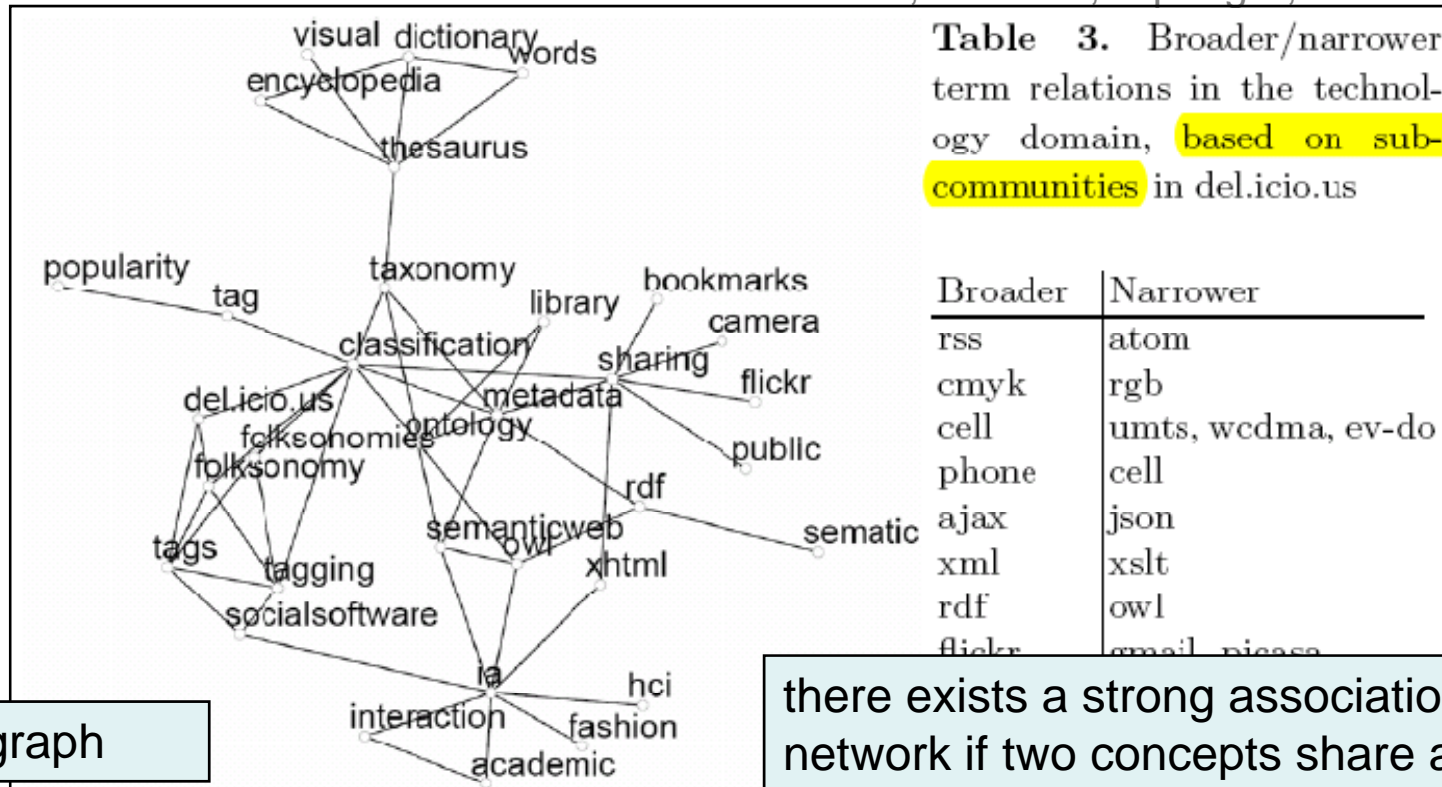 visual dictionary
words
encyclopedia
thesaurus
popularity
taxonomy
tag
library
bookmarks
camera
classification
sharing
flickr
del.icio.us
metadata
ontology
folksonomies
folksonomy
public
rdf
semanticweb
owl
sematic
tags
tagging
xhtml
socialsoftware
ia
hci
interaction
fashion
academic
graph
Table 3. Broader/narrower
term relations in the technol-
ogy domain, based on sub-
communities in del.icio.us
Broader Narrower
rss atom
cmyk rgb
cell umts, wcdma, ev-do
phone cell
ajax json
xml xslt
rdf owl
flickr gmail, picasa
there exists a strong associatio
network if two concepts share a